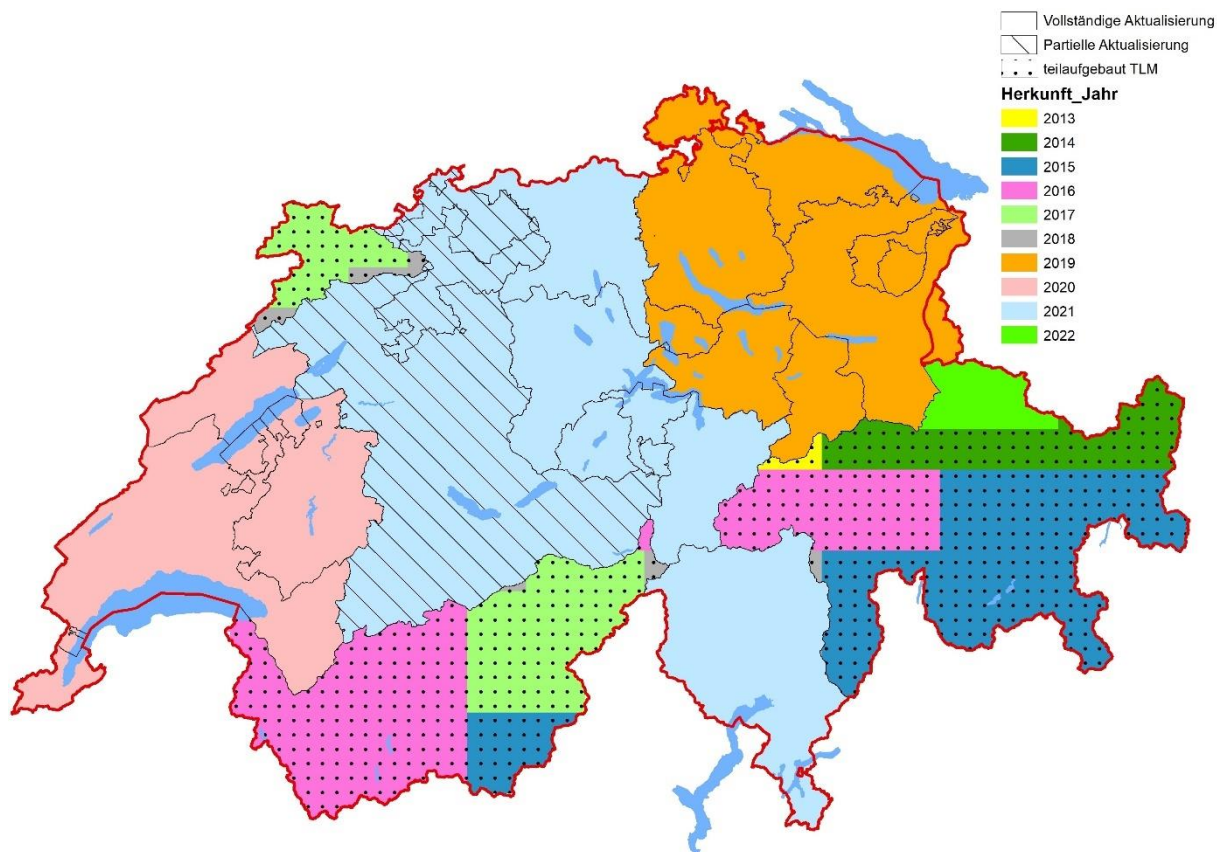 Vollständige Aktualisierung
Partielle Aktualisierung
teilaufgebaut TLM
Herkunft_Jahr
2013
2014
2015
2016
2017
2018
2019
2020
2021
2022